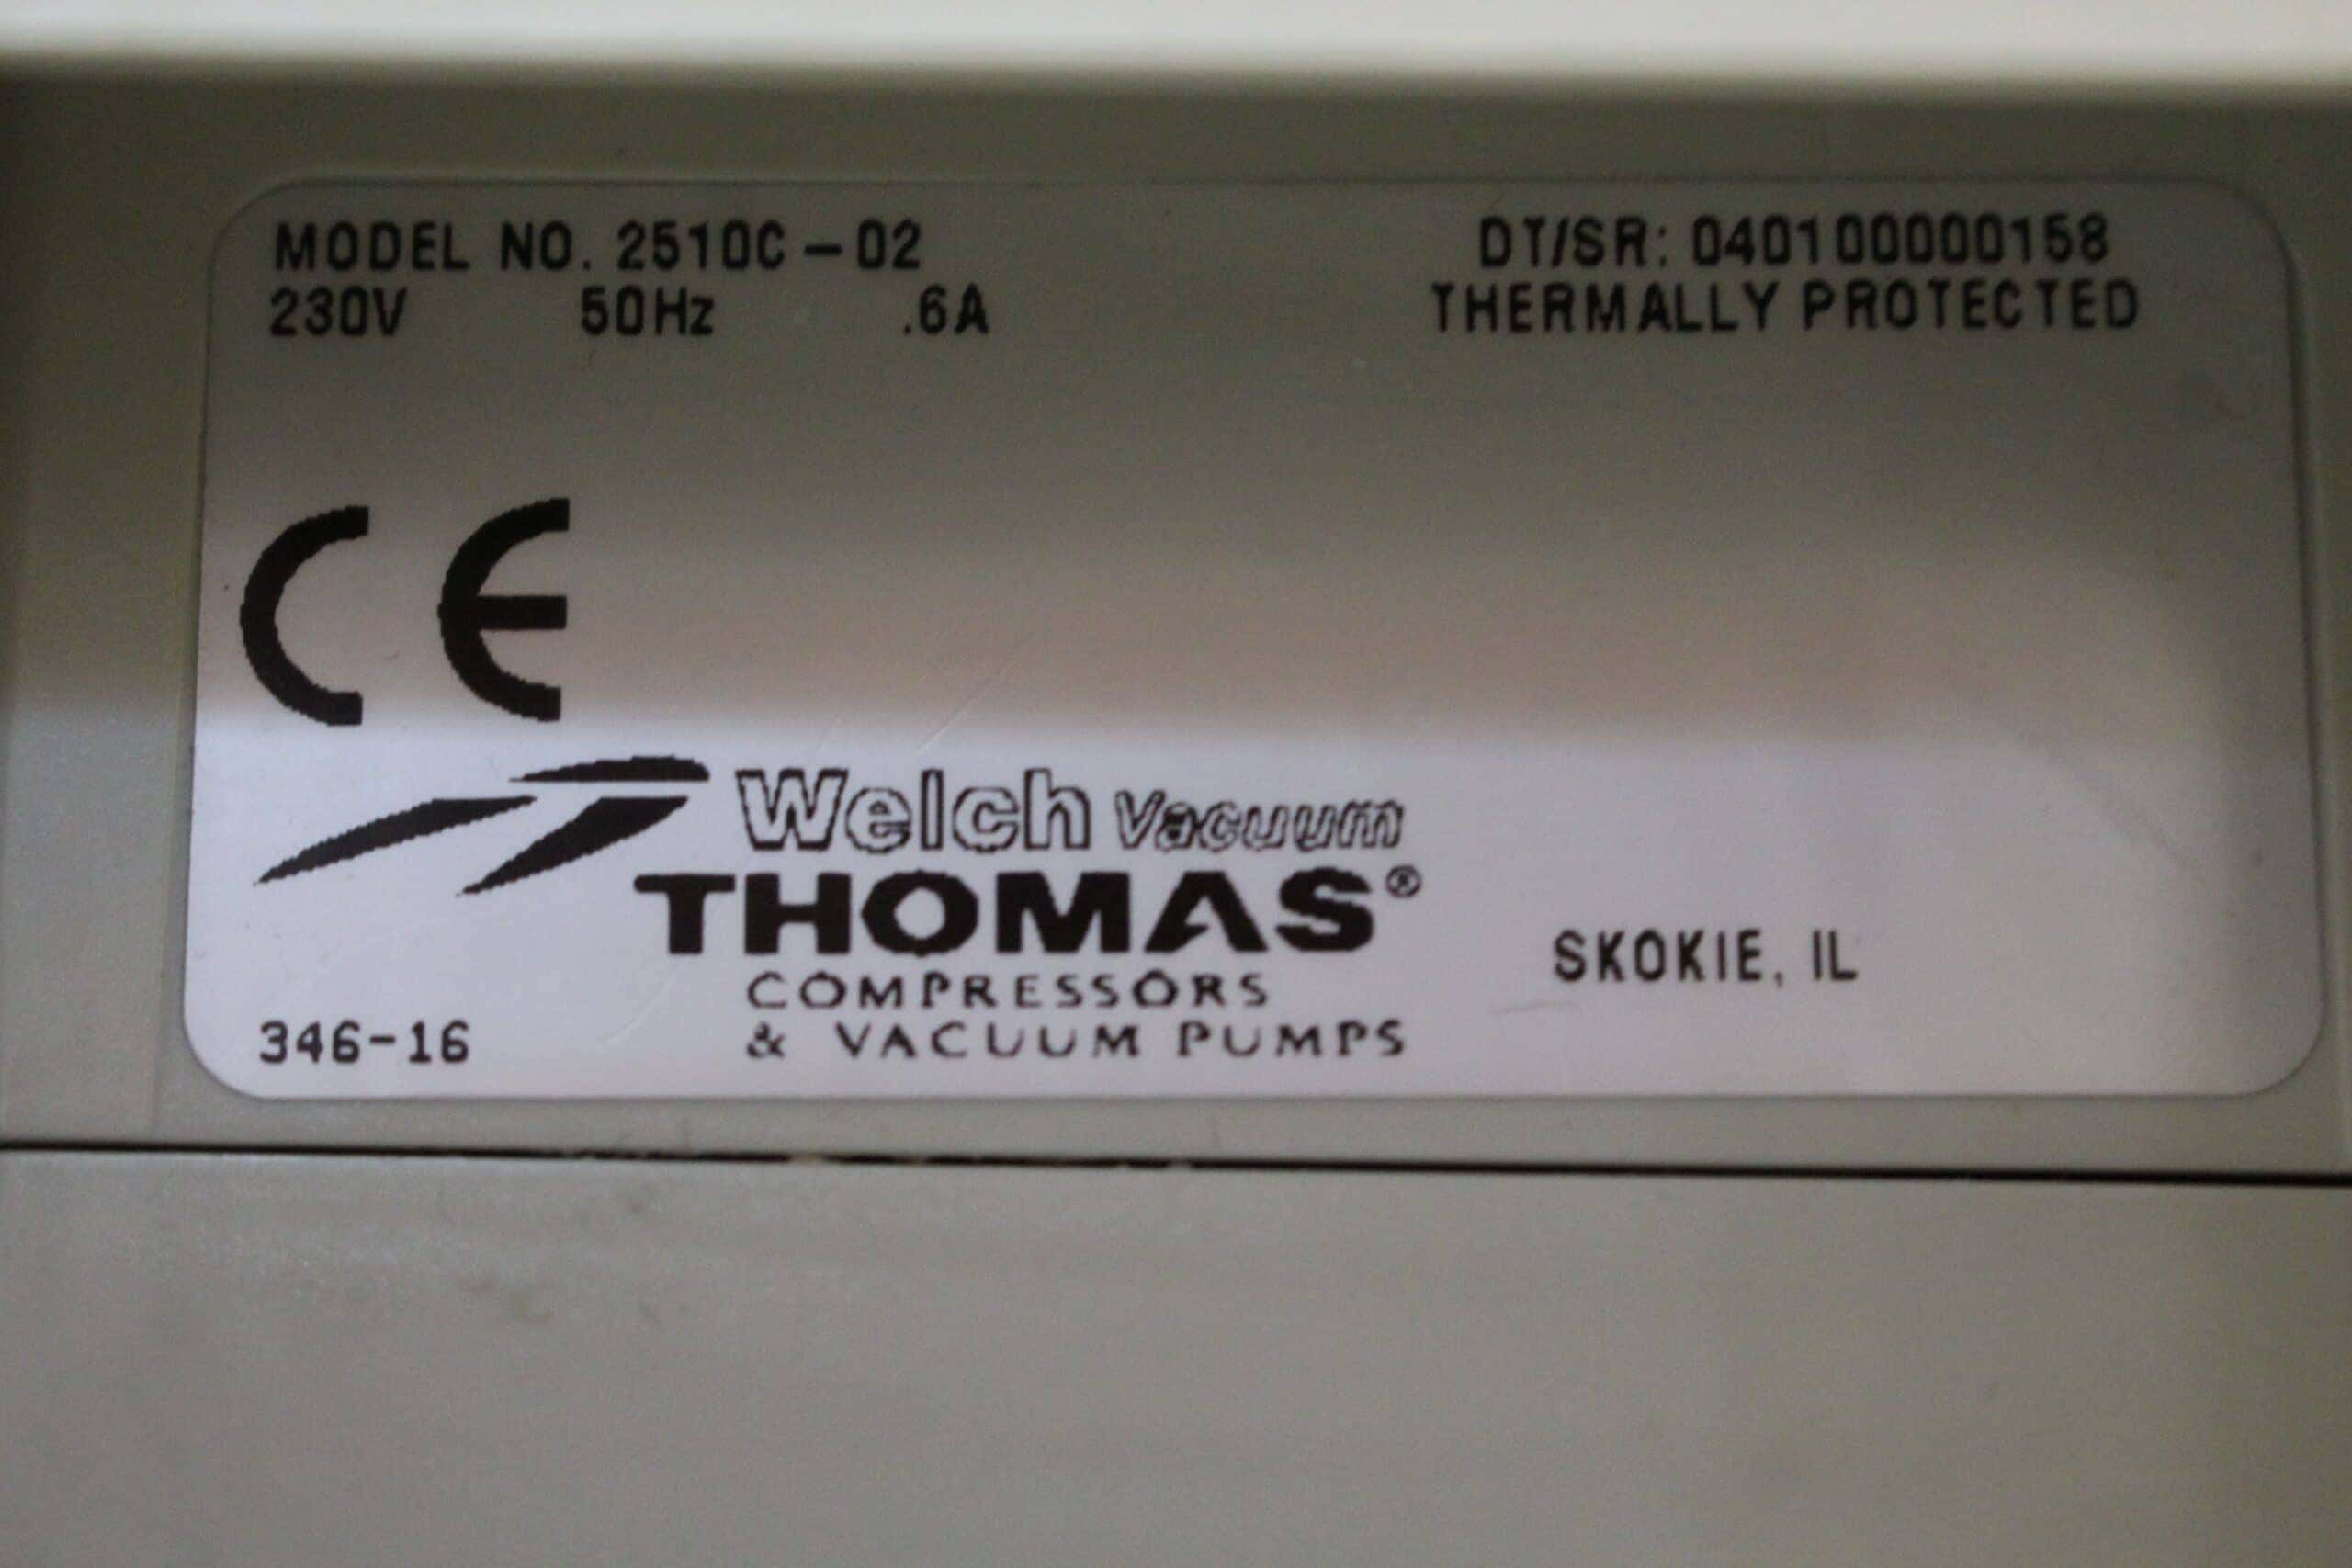 MODEL NO. 2510C-02
DT/SR: 040100000158
230V 50Hz .6A
THERMALLY PROTECTED
CE
Welch Vacuum
THOMAS®
COMPRESSORS
& VACUUM PUMPS
SKOKIE, IL
346-16